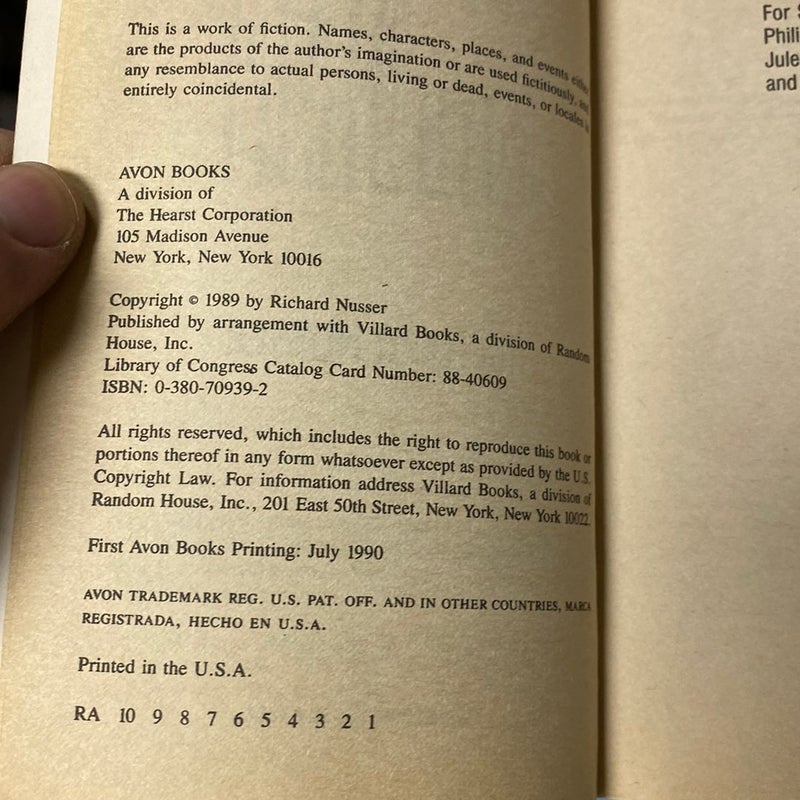 This is a work of fiction. Names, characters, places, and events either
are the products of the author's imagination or are used fictitiously, and
any resemblance to actual persons, living or dead, events, or locales is
entirely coincidental.
AVON BOOKS
A division of
The Hearst Corporation
105 Madison Avenue
New York, New York 10016
Copyright © 1989 by Richard Nusser
Published by arrangement with Villard Books, a division of Random
House, Inc.
Library of Congress Catalog Card Number: 88-40609
ISBN: 0-380-70939-2
All rights reserved, which includes the right to reproduce this book or
portions thereof in any form whatsoever except as provided by the U.S.
Copyright Law. For information address Villard Books, a division of
Random House, Inc., 201 East 50th Street, New York, New York 10022.
First Avon Books Printing: July 1990
AVON TRADEMARK REG. U.S. PAT. OFF. AND IN OTHER COUNTRIES, MARCA
REGISTRADA, HECHO EN U.S.A.
Printed in the U.S.A.
RA 10 9 8 7 6 5 4 3 2 1
For
Phili
Jule
and